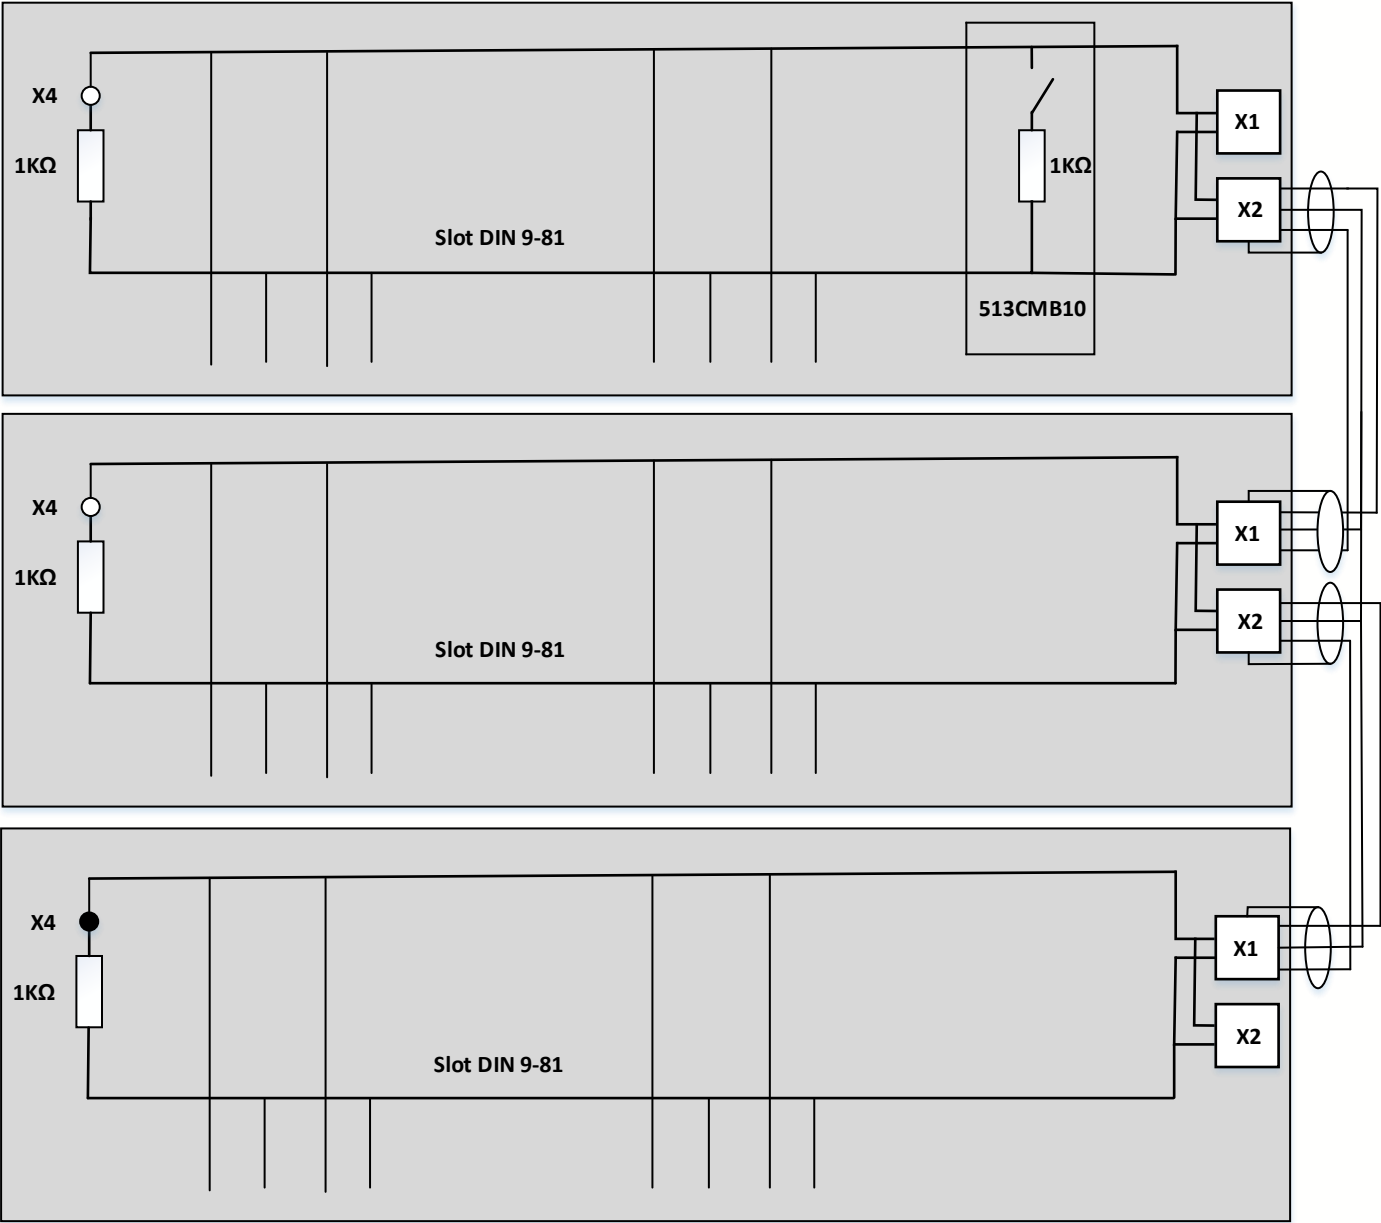 X4
1KΩ
Slot DIN 9-81
1KΩ
513CMB10
X1
X2
X4
1KΩ
Slot DIN 9-81
X1
X2
X4
1KΩ
Slot DIN 9-81
X1
X2